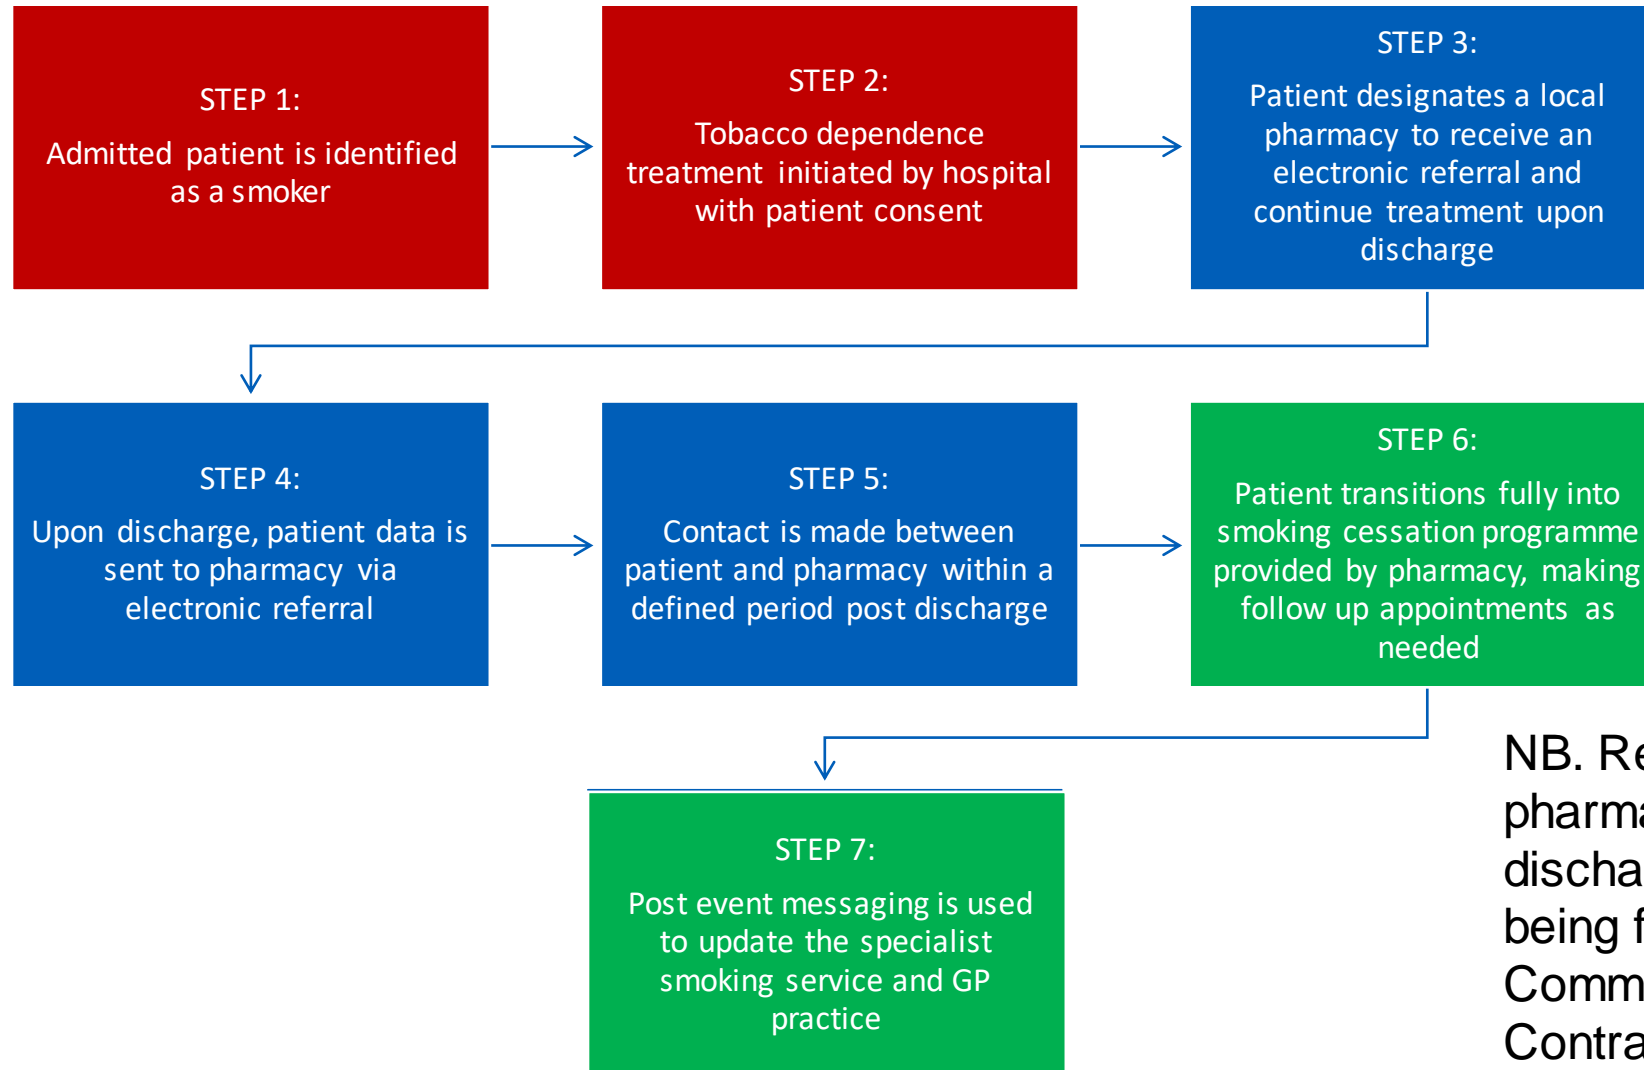 STEP 1:
Admitted patient is identified
as a smoker
STEP 2:
Tobacco dependence
treatment initiated by hospital
with patient consent
STEP 3:
Patient designates a local
pharmacy to receive an
electronic referral and
continue treatment upon
discharge
STEP 4:
Upon discharge, patient data is
sent to pharmacy via
electronic referral
STEP 5:
Contact is made between
patient and pharmacy within a
defined period post discharge
STEP 6:
Patient transitions fully into
smoking cessation programme
provided by pharmacy, making
follow up appointments as
needed
STEP 7:
Post event messaging is used
to update the specialist
smoking service and GP
practice
NB.
being